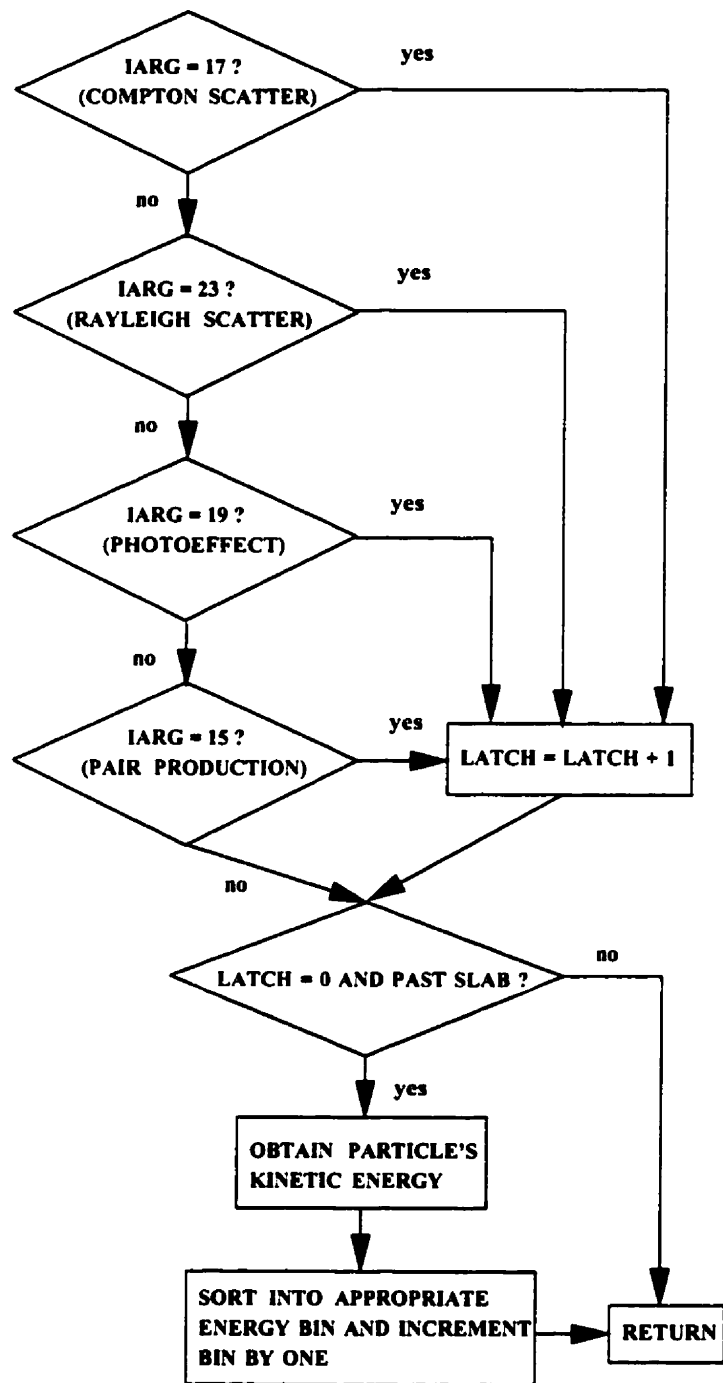 IARG = 17 ?
(COMPTON SCATTER)
yes
no
IARG = 23 ?
(RAYLEIGH SCATTER)
yes
no
IARG = 19 ?
(PHOTOEFFECT)
yes
no
IARG = 15 ?
(PAIR PRODUCTION)
yes
LATCH = LATCH + 1
no
LATCH = 0 AND PAST SLAB ?
no
yes
OBTAIN PARTICLE'S
KINETIC ENERGY
SORT INTO APPROPRIATE
ENERGY BIN AND INCREMENT
BIN BY ONE
RETURN